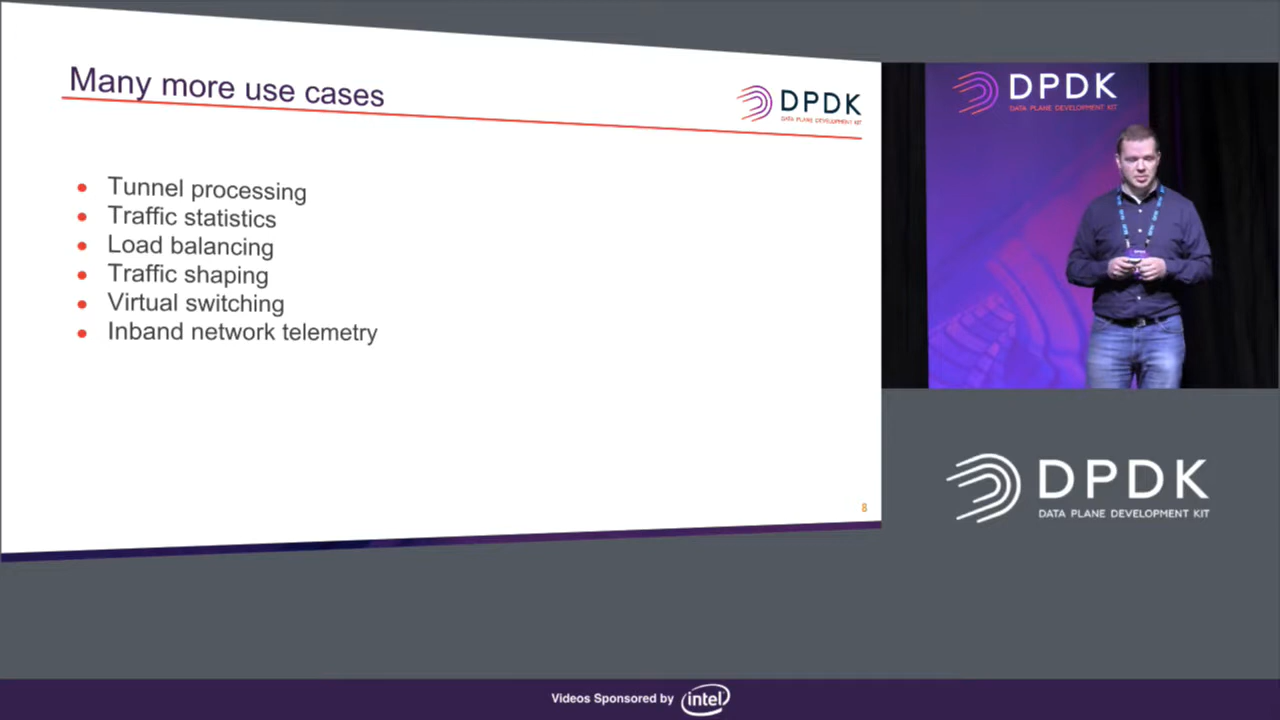 Many more use cases
DPDK
DATA PLANE DEVELOPMENT KIT
Tunnel processing
Traffic statistics
Load balancing
Traffic shaping
Virtual switching
Inband network telemetry
8
DPDK
DATA PLANE DEVELOPMENT KIT
DPDK
DATA PLANE DEVELOPMENT KIT
Videos Sponsored by intel